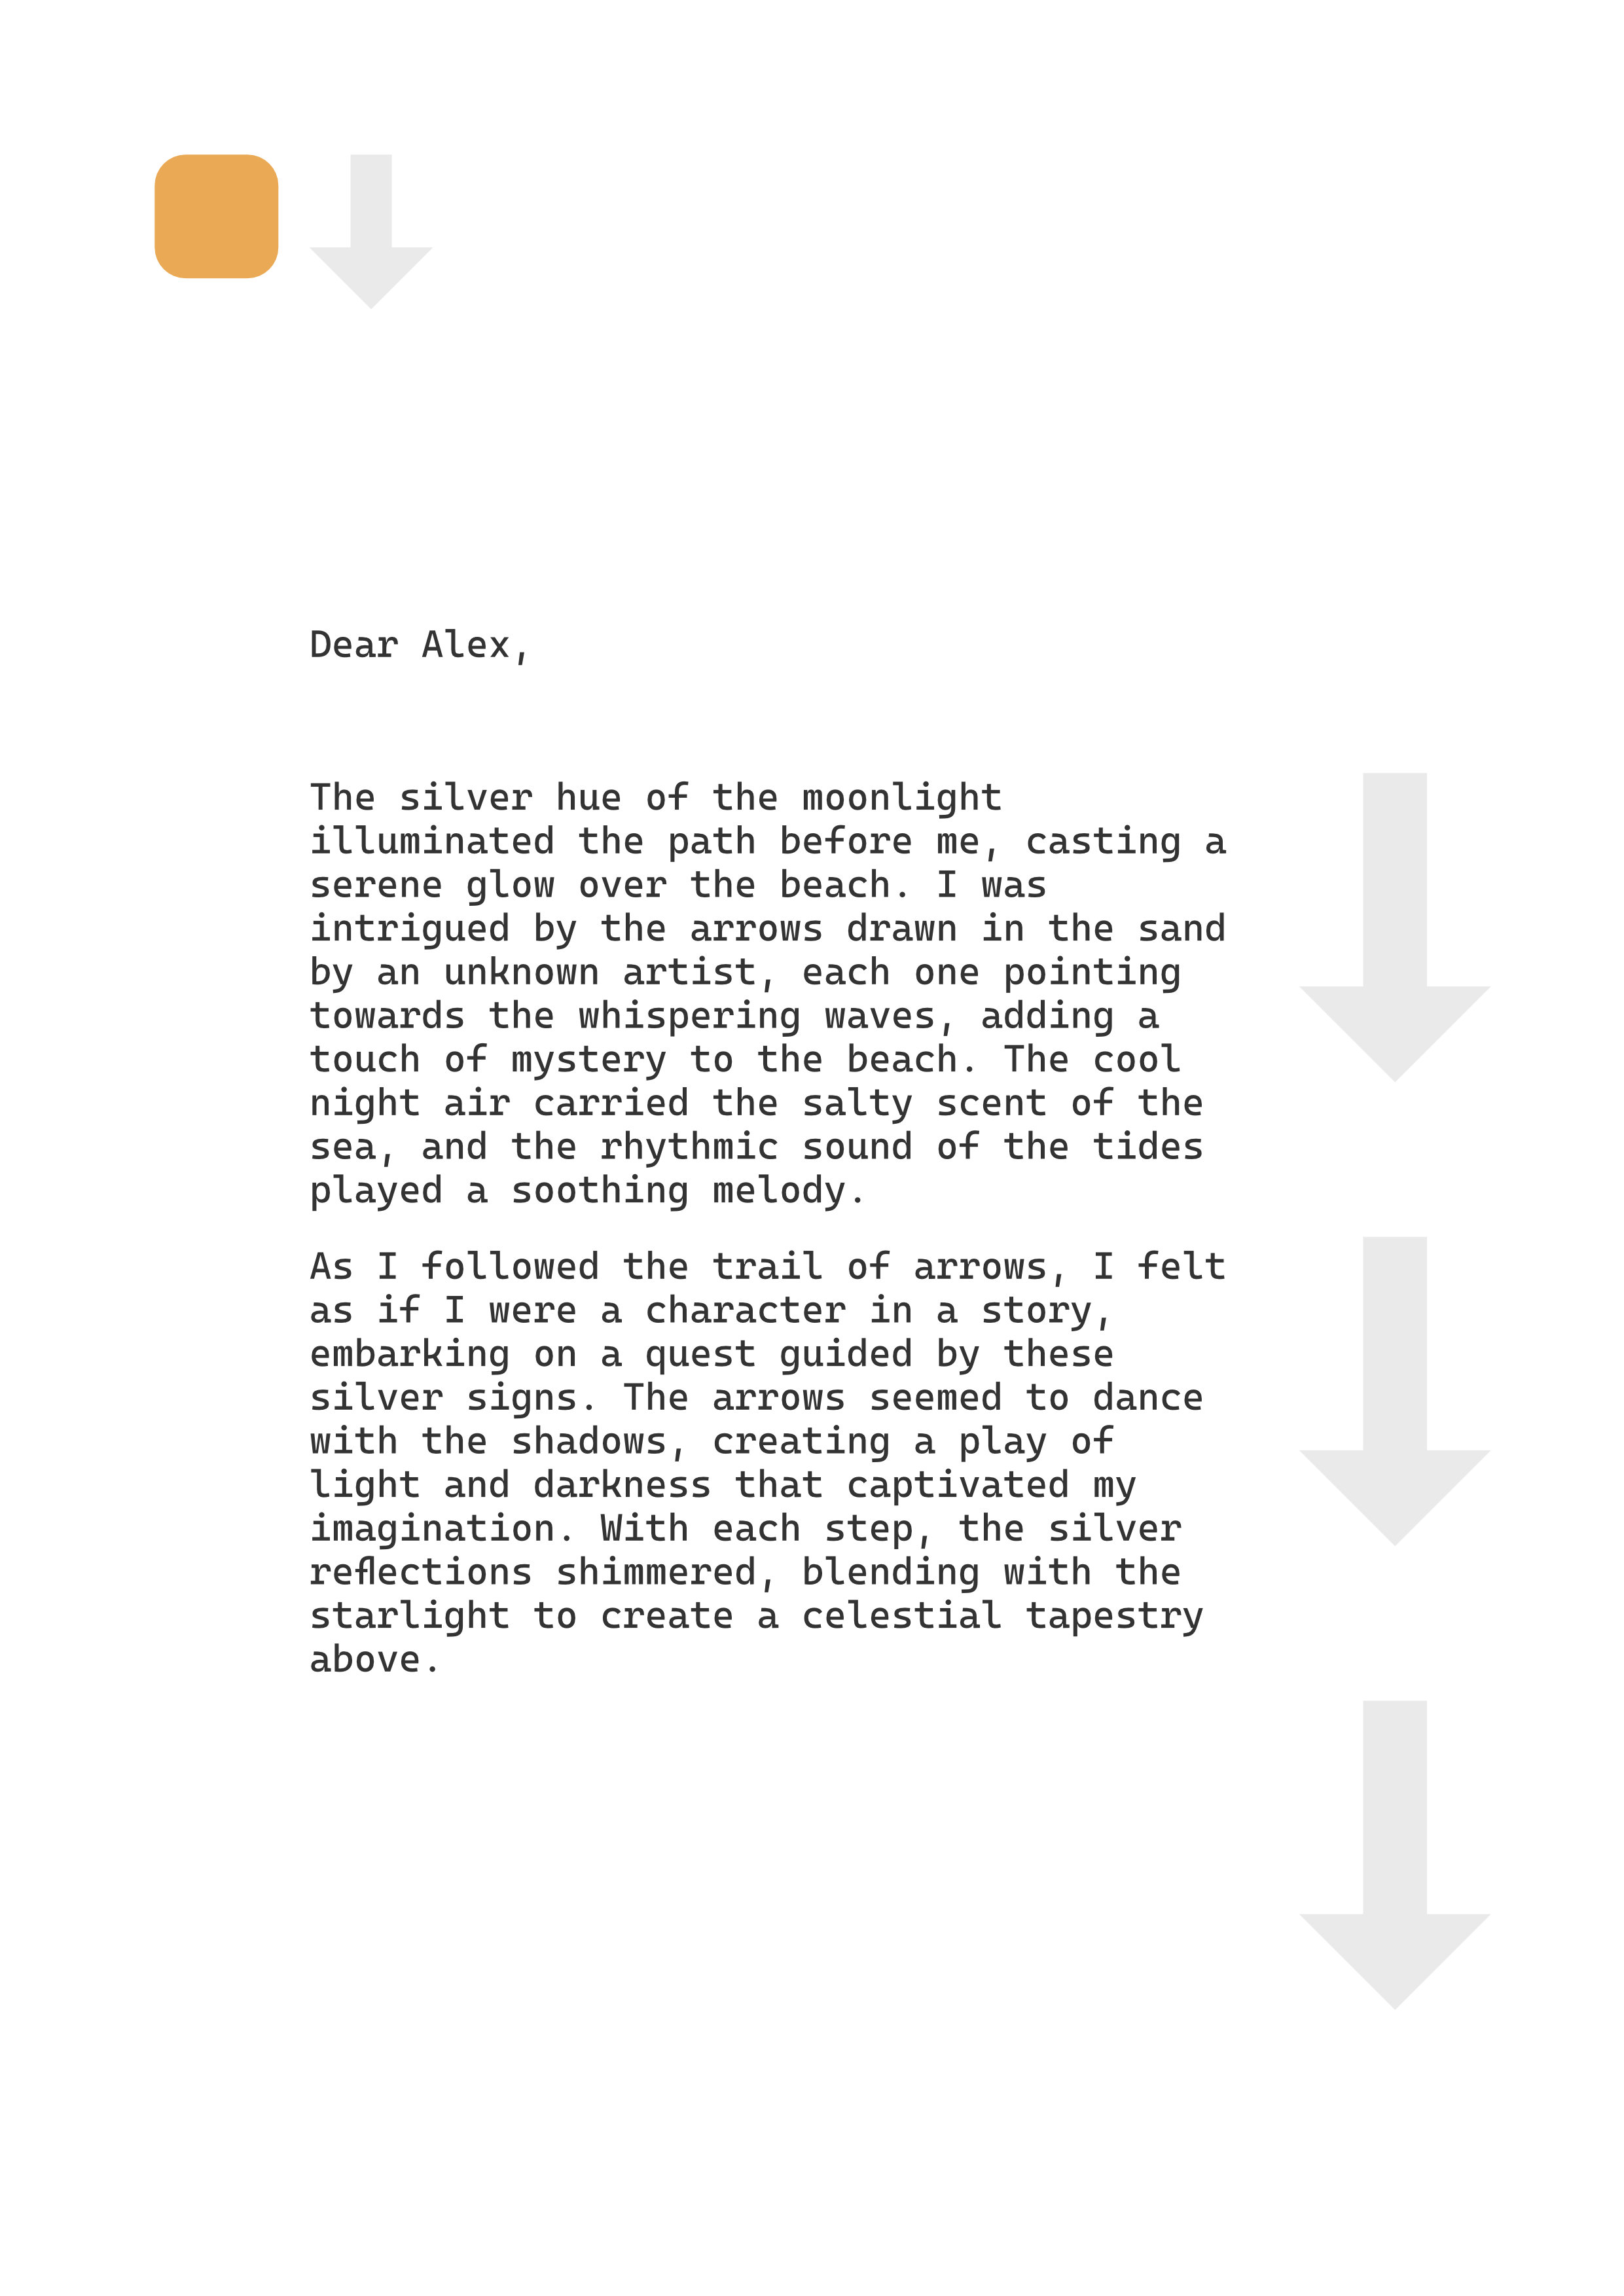 Dear Alex,
The silver hue of the moonlight
illuminated the path before me, casting a
serene glow over the beach. I was
intrigued by the arrows drawn in the sand
by an unknown artist, each one pointing
towards the whispering waves, adding a
touch of mystery to the beach. The cool
night air carried the salty scent of the
sea, and the rhythmic sound of the tides
played a soothing melody.
As I followed the trail of arrows, I felt
as if I were a character in a story,
embarking on a quest guided by these
silver signs. The arrows seemed to dance
with the shadows, creating a play of
light and darkness that captivated my
imagination. With each step, the silver
reflections shimmered, blending with the
starlight to create a celestial tapestry
above.